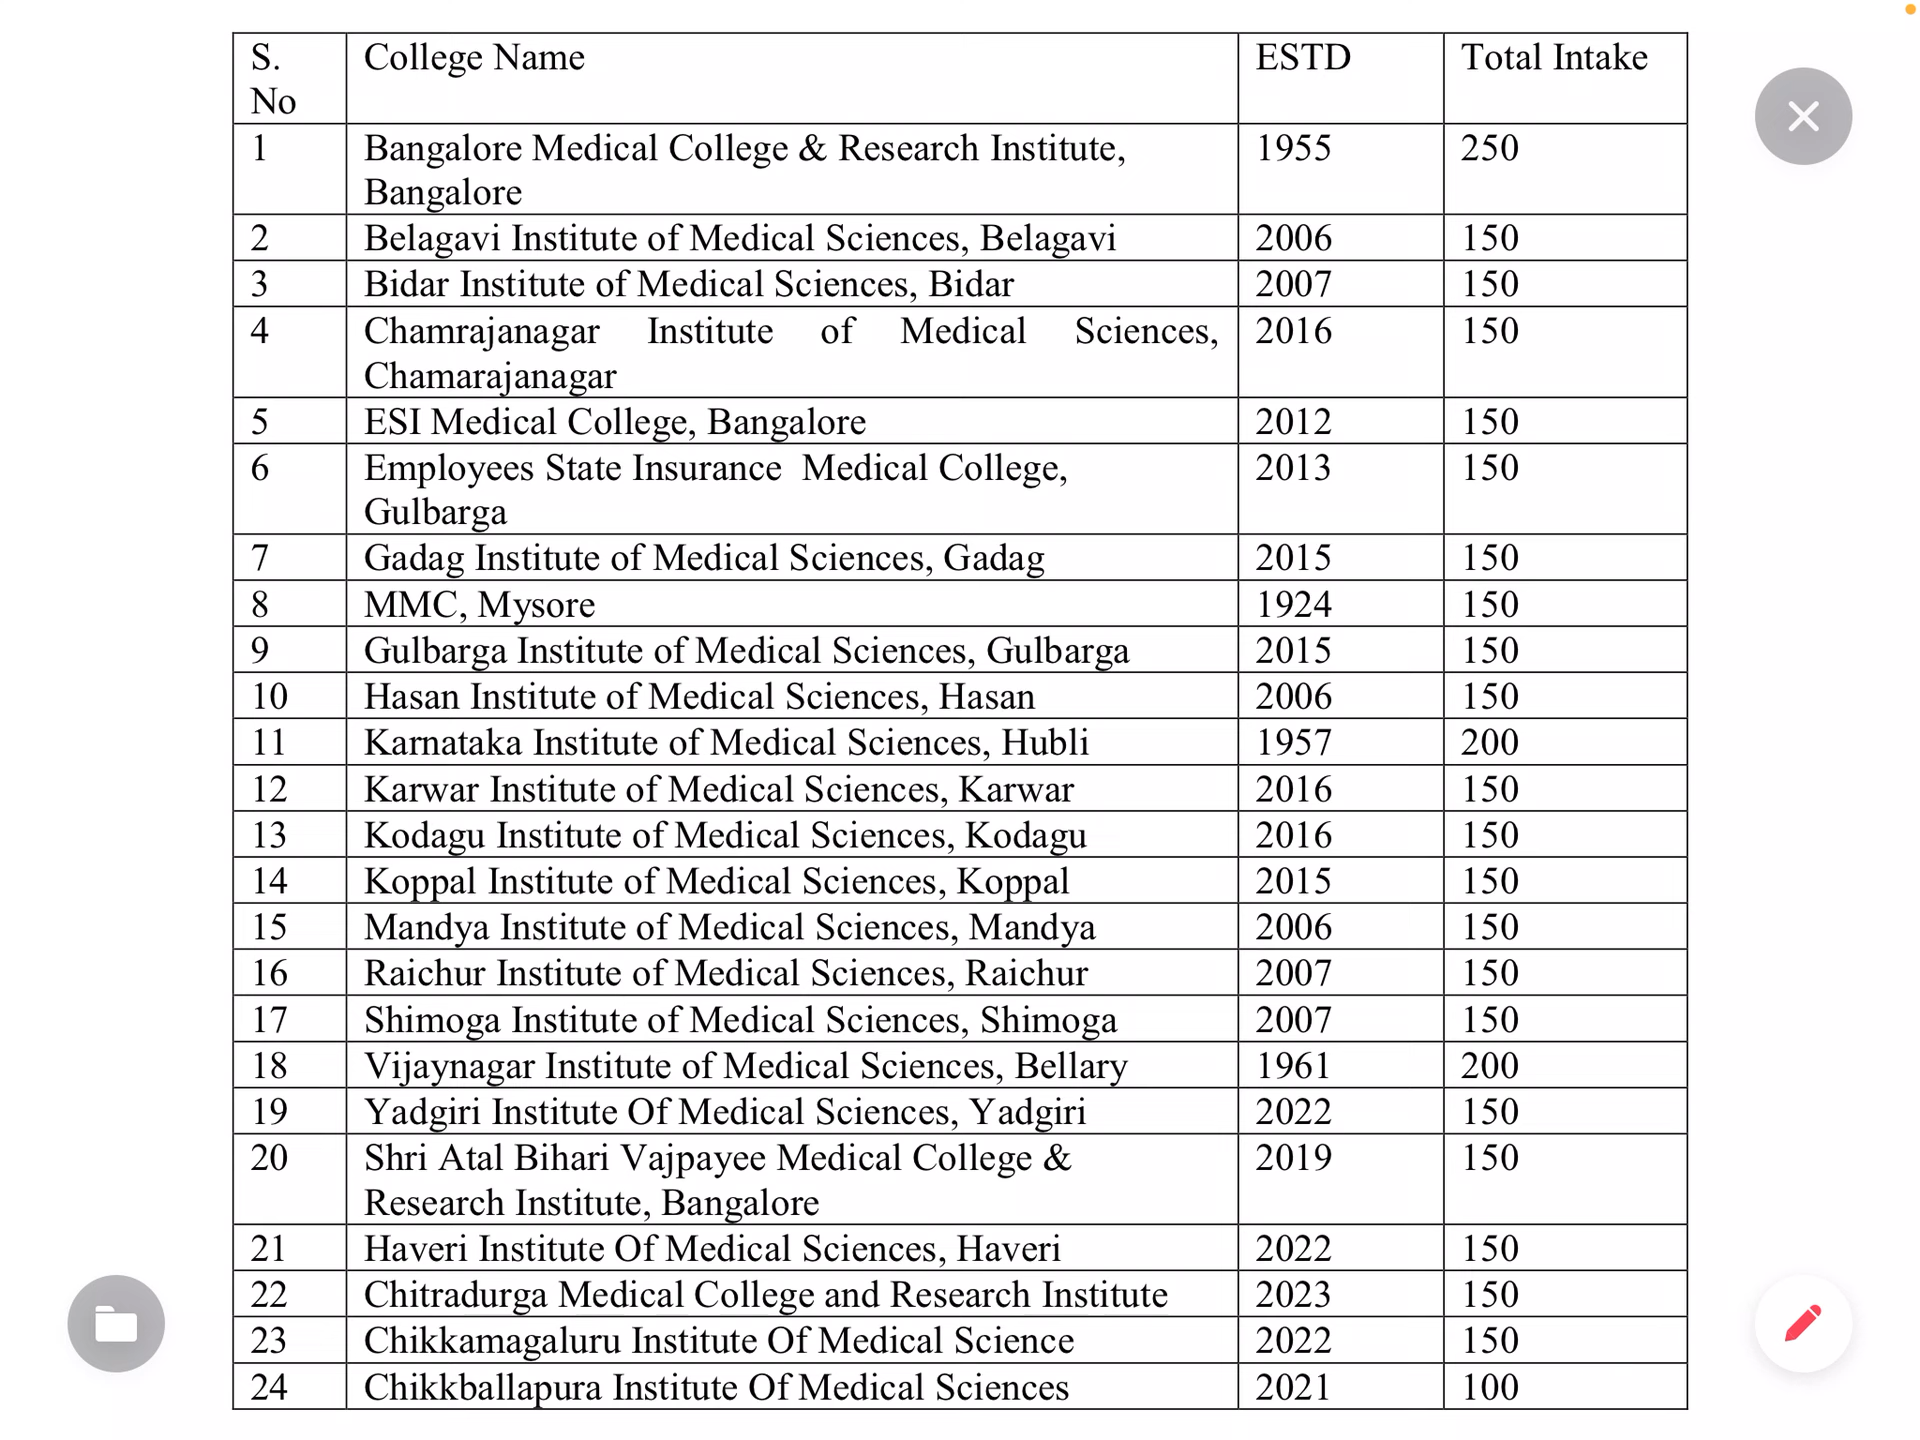 S. No College Name ESTD Total Intake
1 Bangalore Medical College & Research Institute, Bangalore 1955 250
2 Belagavi Institute of Medical Sciences, Belagavi 2006 150
3 Bidar Institute of Medical Sciences, Bidar 2007 150
4 Chamrajanagar Institute of Medical Sciences, Chamarajanagar 2016 150
5 ESI Medical College, Bangalore 2012 150
6 Employees State Insurance Medical College, Gulbarga 2013 150
7 Gadag Institute of Medical Sciences, Gadag 2015 150
8 MMC, Mysore 1924 150
9 Gulbarga Institute of Medical Sciences, Gulbarga 2015 150
10 Hasan Institute of Medical Sciences, Hasan 2006 150
11 Karnataka Institute of Medical Sciences, Hubli 1957 200
12 Karwar Institute of Medical Sciences, Karwar 2016 150
13 Kodagu Institute of Medical Sciences, Kodagu 2016 150
14 Koppal Institute of Medical Sciences, Koppal 2015 150
15 Mandya Institute of Medical Sciences, Mandya 2006 150
16 Raichur Institute of Medical Sciences, Raichur 2007 150
17 Shimoga Institute of Medical Sciences, Shimoga 2007 150
18 Vijaynagar Institute of Medical Sciences, Bellary 1961 200
19 Yadgiri Institute Of Medical Sciences, Yadgiri 2022 150
20 Shri Atal Bihari Vajpayee Medical College & Research Institute, Bangalore 2019 150
21 Haveri Institute Of Medical Sciences, Haveri 2022 150
22 Chitradurga Medical College and Research Institute 2023 150
23 Chikkamagaluru Institute Of Medical Science 2022 150
24 Chikkballapura Institute Of Medical Sciences 2021 100